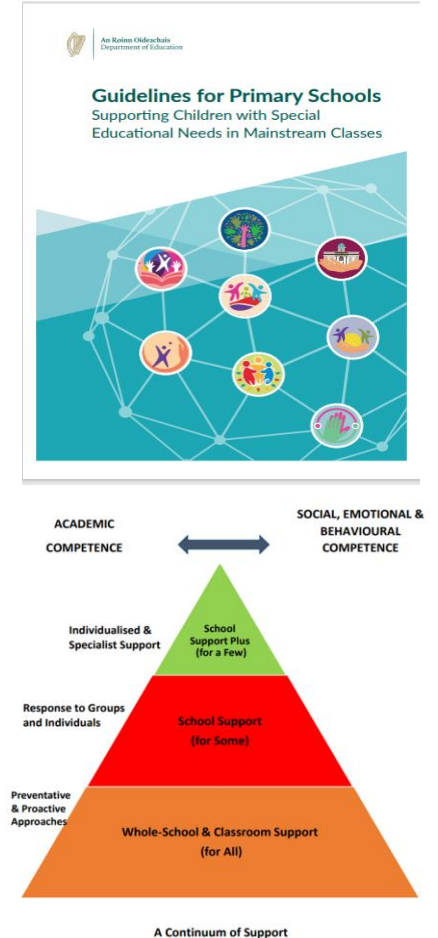 An Roinn Oideachais
Department of Education
Guidelines for Primary Schools
Supporting Children with Special
Educational Needs in Mainstream Classes
ACADEMIC
COMPETENCE
SOCIAL, EMOTIONAL &
BEHAVIOURAL
COMPETENCE
Individualised &
Specialist Support
School
Support Plus
(for a Few)
Response to Groups
and Individuals
School Support
(for Some)
Preventative
& Proactive
Approaches
Whole-School & Classroom Support
(for All)
A Continuum of Support